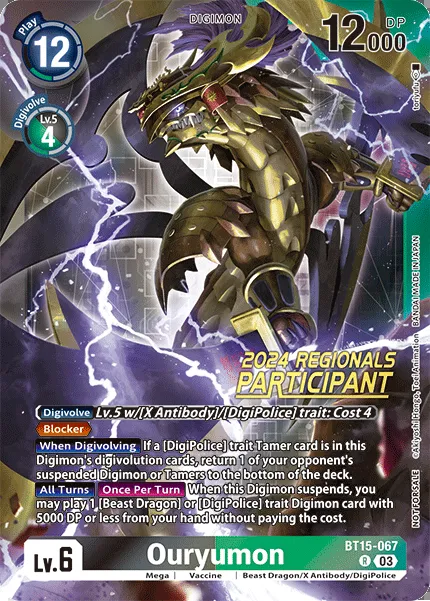 Play
12
DIGIMON
12000
DP
Digivolve
Lv.5
4
toriyufu
2024 REGIONALS
PARTICIPANT
Digivolve Lv.5 w/[X Antibody]/[DigiPolice] trait: Cost 4
Blocker
When Digivolving If a [DigiPolice] trait Tamer card is in this
Digimon's digivolution cards, return 1 of your opponent's
suspended Digimon or Tamers to the bottom of the deck.
All Turns Once Per Turn When this Digimon suspends, you
may play 1 [Beast Dragon] or [DigiPolice] trait Digimon card with
5000 DP or less from your hand without paying the cost.
©Akiyoshi Hongo, Toei Animation BANDAI MADE IN JAPAN
NOT FOR SALE
Lv.6
Ouryumon
BT15-067
R 03
Mega
Vaccine
Beast Dragon/X Antibody/DigiPolice